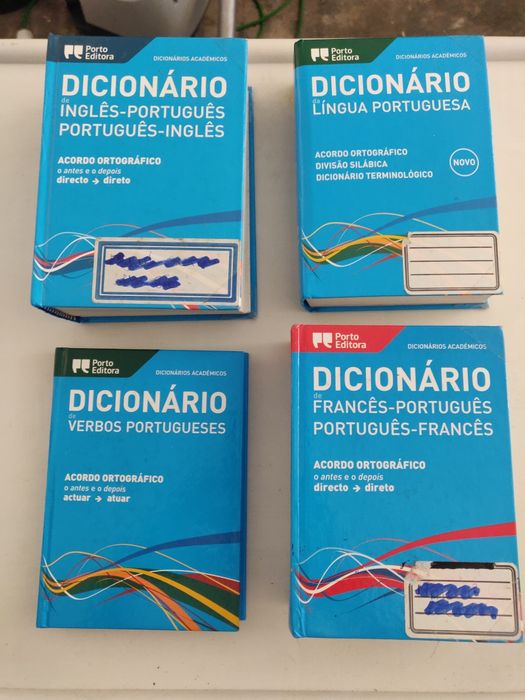 Porto
Editora
DICIONÁRIOS ACADÉMICOS
DICIONÁRIO
de
INGLÊS-PORTUGUÊS
PORTUGUÊS-INGLÊS
ACORDO ORTOGRÁFICO
o antes e o depois
directo → direto
Porto
Editora
DICIONÁRIOS ACADÉMICOS
DICIONÁRIO
da
LÍNGUA PORTUGUESA
ACORDO ORTOGRÁFICO
DIVISÃO SILÁBICA
DICIONÁRIO TERMINOLÓGICO
NOVO
Porto
Editora
DICIONÁRIOS ACADÉMICOS
DICIONÁRIO
de
VERBOS PORTUGUESES
ACORDO ORTOGRÁFICO
o antes e o depois
actuar → atuar
Porto
Editora
DICIONÁRIOS ACADÉMICOS
DICIONÁRIO
de
FRANCÊS-PORTUGUÊS
PORTUGUÊS-FRANCÊS
ACORDO ORTOGRÁFICO
o antes e o depois
directo → direto